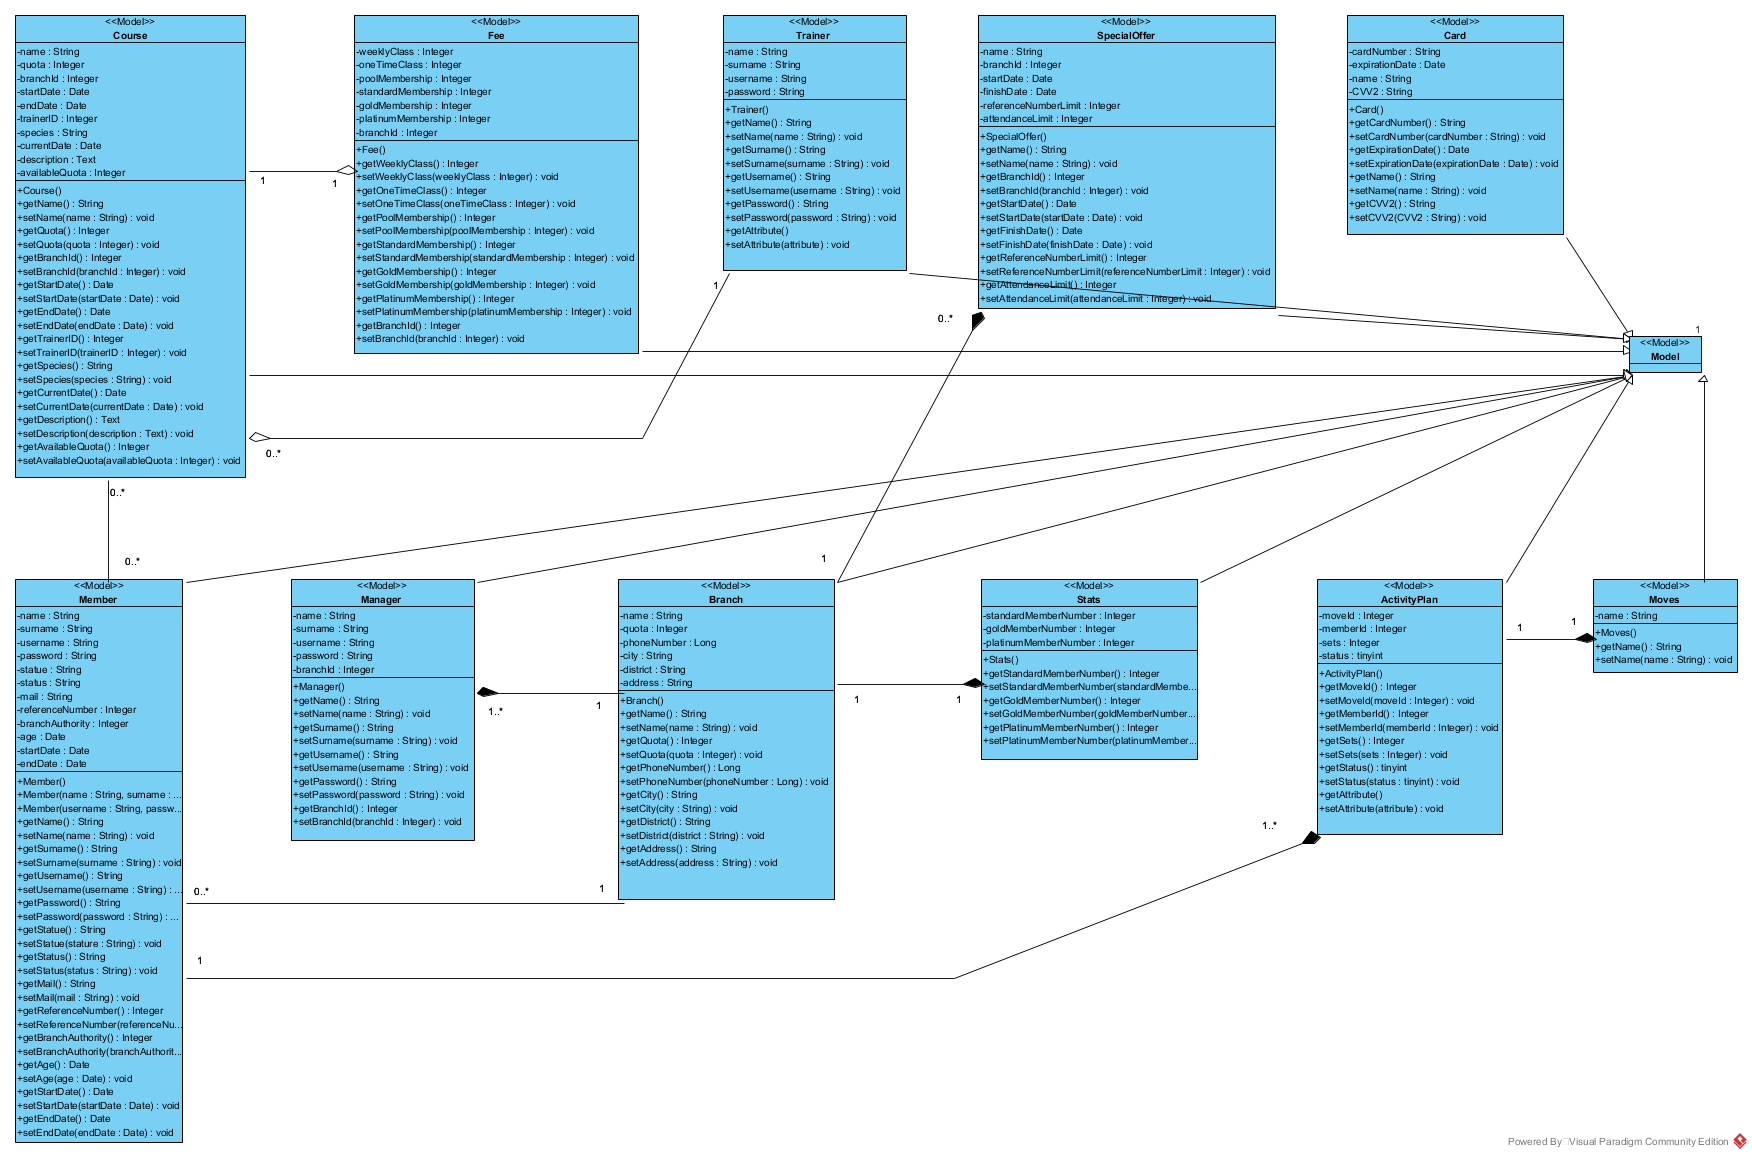 <<Model>>
Course
-name : String
-quota : Integer
-branchId : Integer
-startDate : Date
-endDate : Date
-trainerID : Integer
-species : String
-currentDate : Date
-description : Text
-availableQuota : Integer
+Course()
+getName() : String
+setName(name : String) : void
+getQuota() : Integer
+setQuota(quota : Integer) : void
+getBranchId() : Integer
+setBranchId(branchId : Integer) : void
+getStartDate() : Date
+setStartDate(startDate : Date) : void
+getEndDate() : Date
+setEndDate(endDate : Date) : void
+getTrainerID() : Integer
+setTrainerID(trainerID : Integer) : void
+getSpecies() : String
+setSpecies(species : String) : void
+getCurrentDate() : Date
+setCurrentDate(currentDate : Date) : void
+getDescription() : Text
+setDescription(description : Text) : void
+getAvailableQuota() : Integer
+setAvailableQuota(availableQuota : Integer) : void
1
1
<<Model>>
Fee
-weeklyClass : Integer
-oneTimeClass : Integer
-poolMembership : Integer
-standardMembership : Integer
-goldMembership : Integer
-platinumMembership : Integer
-branchId : Integer
+Fee()
+getWeeklyClass() : Integer
+setWeeklyClass(weeklyClass : Integer) : void
+getOneTimeClass() : Integer
+setOneTimeClass(oneTimeClass : Integer) : void
+getPoolMembership() : Integer
+setPoolMembership(poolMembership : Integer) : void
+getStandardMembership() : Integer
+setStandardMembership(standardMembership : Integer) : void
+getGoldMembership() : Integer
+setGoldMembership(goldMembership : Integer) : void
+getPlatinumMembership() : Integer
+setPlatinumMembership(platinumMembership : Integer) : void
+getBranchId() : Integer
+setBranchId(branchId : Integer) : void
<<Model>>
Trainer
-name : String
-surname : String
-username : String
-password : String
+Trainer()
+getName() : String
+setName(name : String) : void
+getSurname() : String
+setSurname(surname : String) : void
+getUsername() : String
+setUsername(username : String) : void
+getPassword() : String
+setPassword(password : String) : void
+getAttribute()
+setAttribute(attribute) : void
1
0..*
<<Model>>
SpecialOffer
-name : String
-branchId : Integer
-startDate : Date
-finishDate : Date
-referenceNumberLimit : Integer
-attendanceLimit : Integer
+SpecialOffer()
+getName() : String
+setName(name : String) : void
+getBranchId() : Integer
+setBranchId(branchId : Integer) : void
+getStartDate() : Date
+setStartDate(startDate : Date) : void
+getFinishDate() : Date
+setFinishDate(finishDate : Date) : void
+getReferenceNumberLimit() : Integer
+setReferenceNumberLimit(referenceNumberLimit : Integer) : void
+getAttendanceLimit() : Integer
+setAttendanceLimit(attendanceLimit : Integer) : void
0..*
1
<<Model>>
Card
-cardNumber : String
-expirationDate : Date
-name : String
-CVV2 : String
+Card()
+getCardNumber() : String
+setCardNumber(cardNumber : String) : void
+getExpirationDate() : Date
+setExpirationDate(expirationDate : Date) : void
+getName() : String
+setName(name : String) : void
+getCVV2() : String
+setCVV2(CVV2 : String) : void
1
<<Model>>
Model
0..*
0..*
<<Model>>
Member
-name : String
-surname : String
-username : String
-password : String
-statue : String
-status : String
-mail : String
-referenceNumber : Integer
-branchAuthority : Integer
-age : Date
-startDate : Date
-endDate : Date
+Member()
+Member(name : String, surname : ...
+Member(username : String, passw...
+getName() : String
+setName(name : String) : void
+getSurname() : String
+setSurname(surname : String) : void
+getUsername() : String
+setUsername(username : String) : ...
+getPassword() : String
+setPassword(password : String) : ...
+getStatue() : String
+setStatue(stature : String) : void
+getStatus() : String
+setStatus(status : String) : void
+getMail() : String
+setMail(mail : String) : void
+getReferenceNumber() : Integer
+setReferenceNumber(referenceNu...
+getBranchAuthority() : Integer
+setBranchAuthority(branchAuthorit...
+getAge() : Date
+setAge(age : Date) : void
+getStartDate() : Date
+setStartDate(startDate : Date) : void
+getEndDate() : Date
+setEndDate(endDate : Date) : void
0..*
1
1
<<Model>>
Manager
-name : String
-surname : String
-username : String
-password : String
-branchId : Integer
+Manager()
+getName() : String
+setName(name : String) : void
+getSurname() : String
+setSurname(surname : String) : void
+getUsername() : String
+setUsername(username : String) : void
+getPassword() : String
+setPassword(password : String) : void
+getBranchId() : Integer
+setBranchId(branchId : Integer) : void
1..*
1
<<Model>>
Branch
-name : String
-quota : Integer
-phoneNumber : Long
-city : String
-district : String
-address : String
+Branch()
+getName() : String
+setName(name : String) : void
+getQuota() : Integer
+setQuota(quota : Integer) : void
+getPhoneNumber() : Long
+setPhoneNumber(phoneNumber : Long) : void
+getCity() : String
+setCity(city : String) : void
+getDistrict() : String
+setDistrict(district : String) : void
+getAddress() : String
+setAddress(address : String) : void
1
1
<<Model>>
Stats
-standardMemberNumber : Integer
-goldMemberNumber : Integer
-platinumMemberNumber : Integer
+Stats()
+getStandardMemberNumber() : Integer
+setStandardMemberNumber(standardMembe...
+getGoldMemberNumber() : Integer
+setGoldMemberNumber(goldMemberNumber...
+getPlatinumMemberNumber() : Integer
+setPlatinumMemberNumber(platinumMember...
<<Model>>
ActivityPlan
-moveId : Integer
-memberId : Integer
-sets : Integer
-status : tinyint
+ActivityPlan()
+getMoveId() : Integer
+setMoveId(moveId : Integer) : void
+getMemberId() : Integer
+setMemberId(memberId : Integer) : void
+getSets() : Integer
+setSets(sets : Integer) : void
+getStatus() : tinyint
+setStatus(status : tinyint) : void
+getAttribute()
+setAttribute(attribute) : void
1..*
1
1
<<Model>>
Moves
-name : String
+Moves()
+getName() : String
+setName(name : String) : void
Powered By Visual Paradigm Community Edition